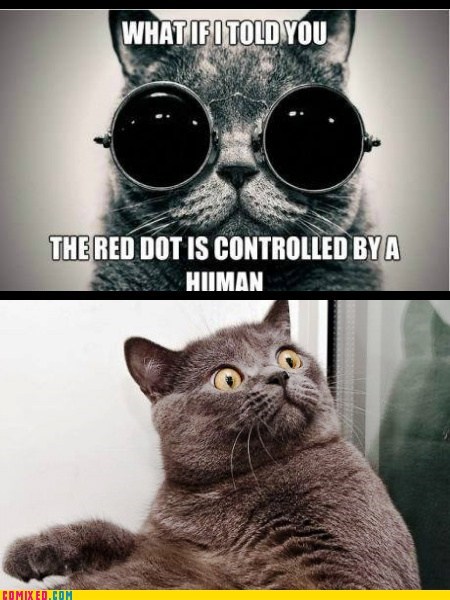 WHAT IF I TOLD YOU
THE RED DOT IS CONTROLLED BY A
HUMAN
COMIXED.COM